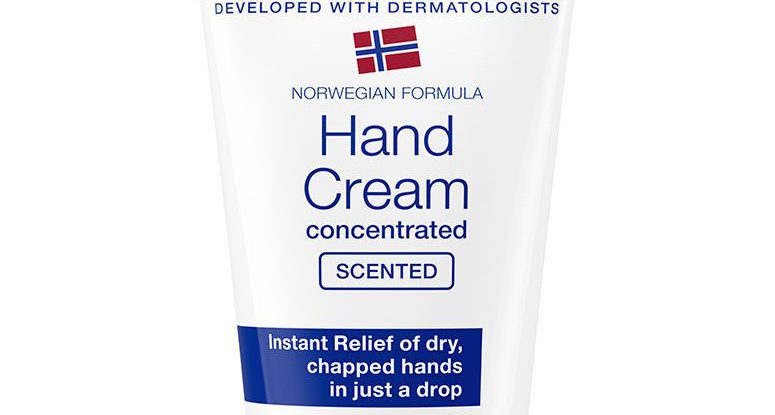 DEVELOPED WITH DERMATOLOGISTS
NORWEGIAN FORMULA
Hand
Cream
concentrated
SCENTED
Instant Relief of dry,
chapped hands
in just a drop